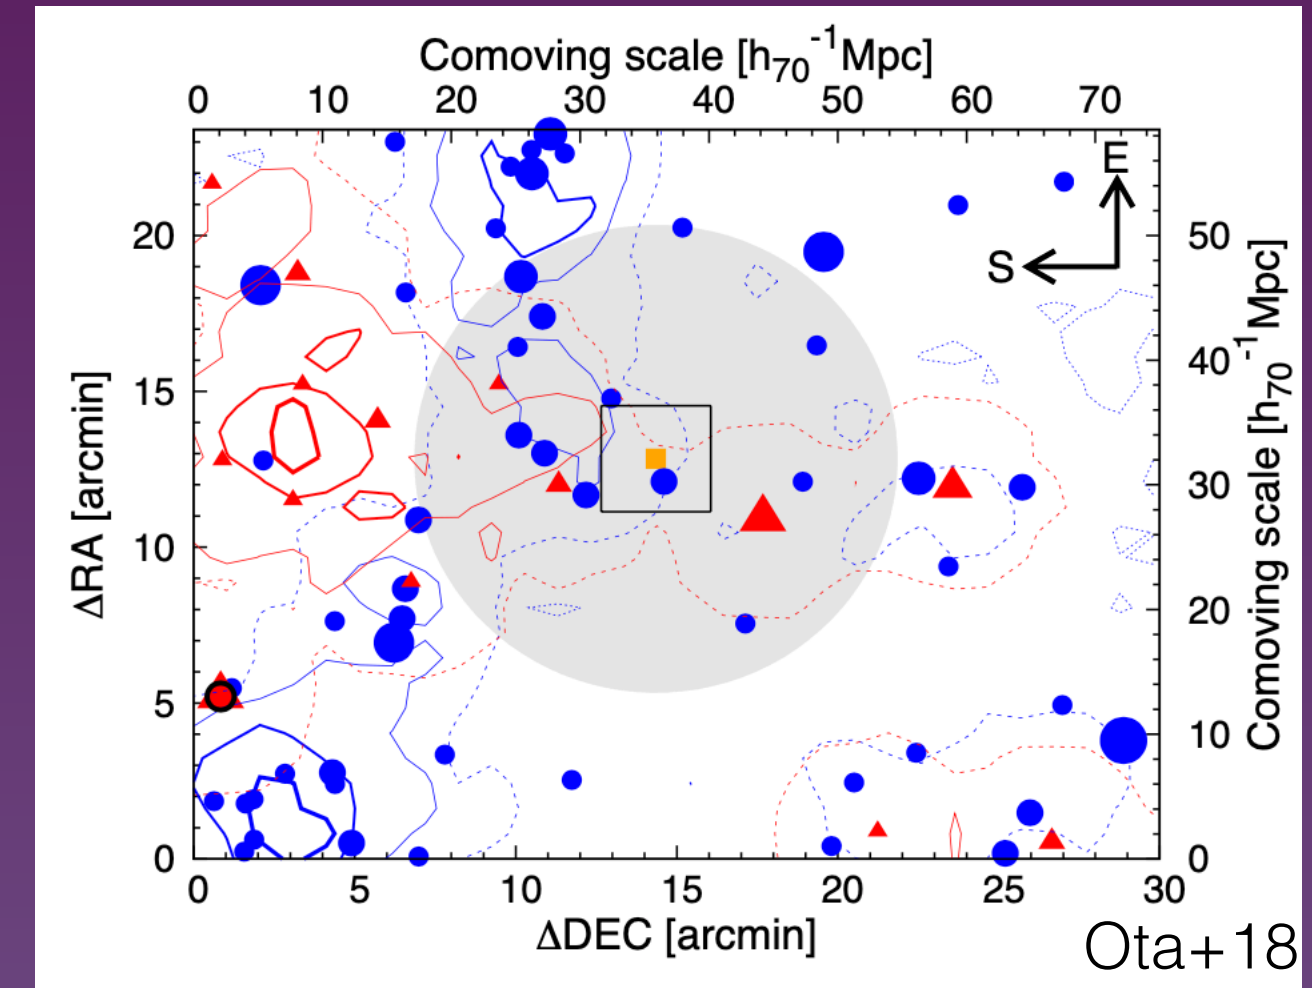 Comoving scale [h70-1Mpc]
0 10 20 30 40 50 60 70
E
S
20
15
10
5
0
ΔRA [arcmin]
50
40
30
20
10
0
Comoving scale [h70-1Mpc]
0 5 10 15 20 25 30
ΔDEC [arcmin]
Ota+18